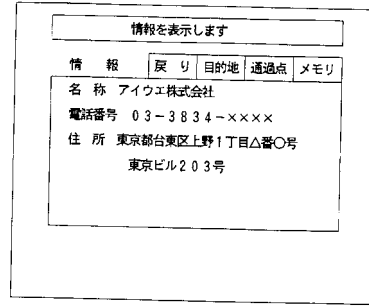 情報を表示します
情 報 戻 り 目的地 通過点 メモリ
名 称 アイウエ株式会社
電話番号 03-3834-××××
住 所 東京都台東区上野1丁目△番○号
東京ビル203号